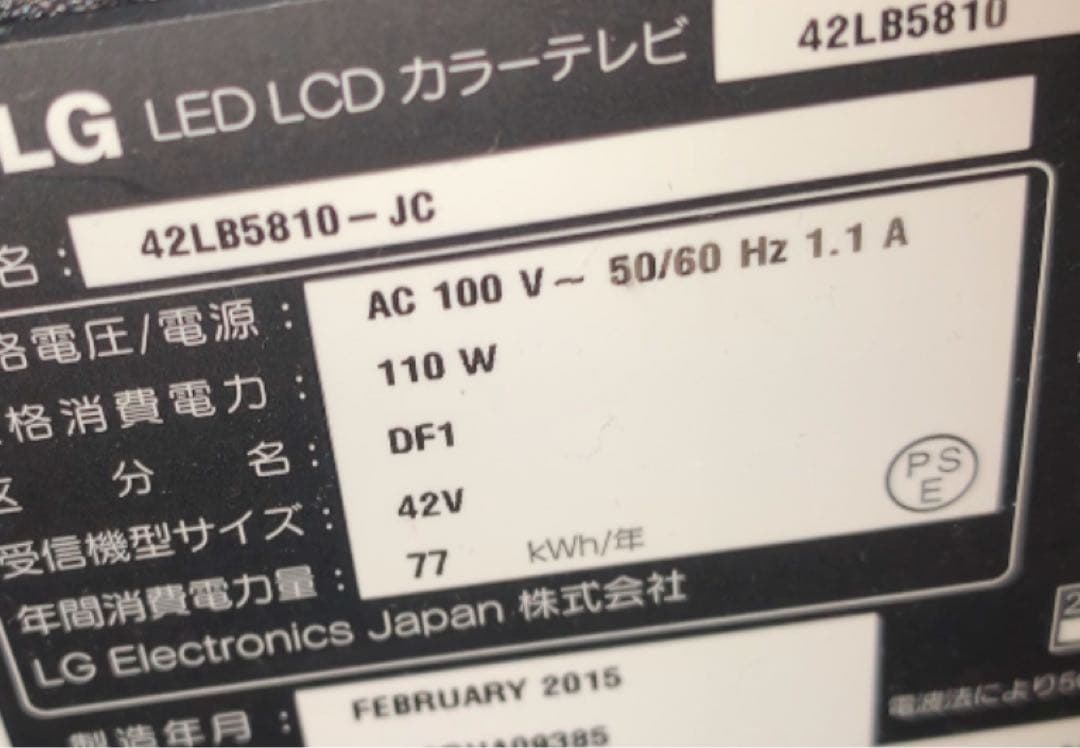 LG LED LCD カラーテレビ 42LB5810
名 : 42LB5810-JC
格電圧/電源 : AC 100 V~ 50/60 Hz 1.1 A
格消費電力 : 110 W
区分名 : DF1
受信機型サイズ : 42V
年間消費電力量 : 77 kWh/年
PSE
LG Electronics Japan 株式会社
製造年月 : FEBRUARY 2015
電波法により